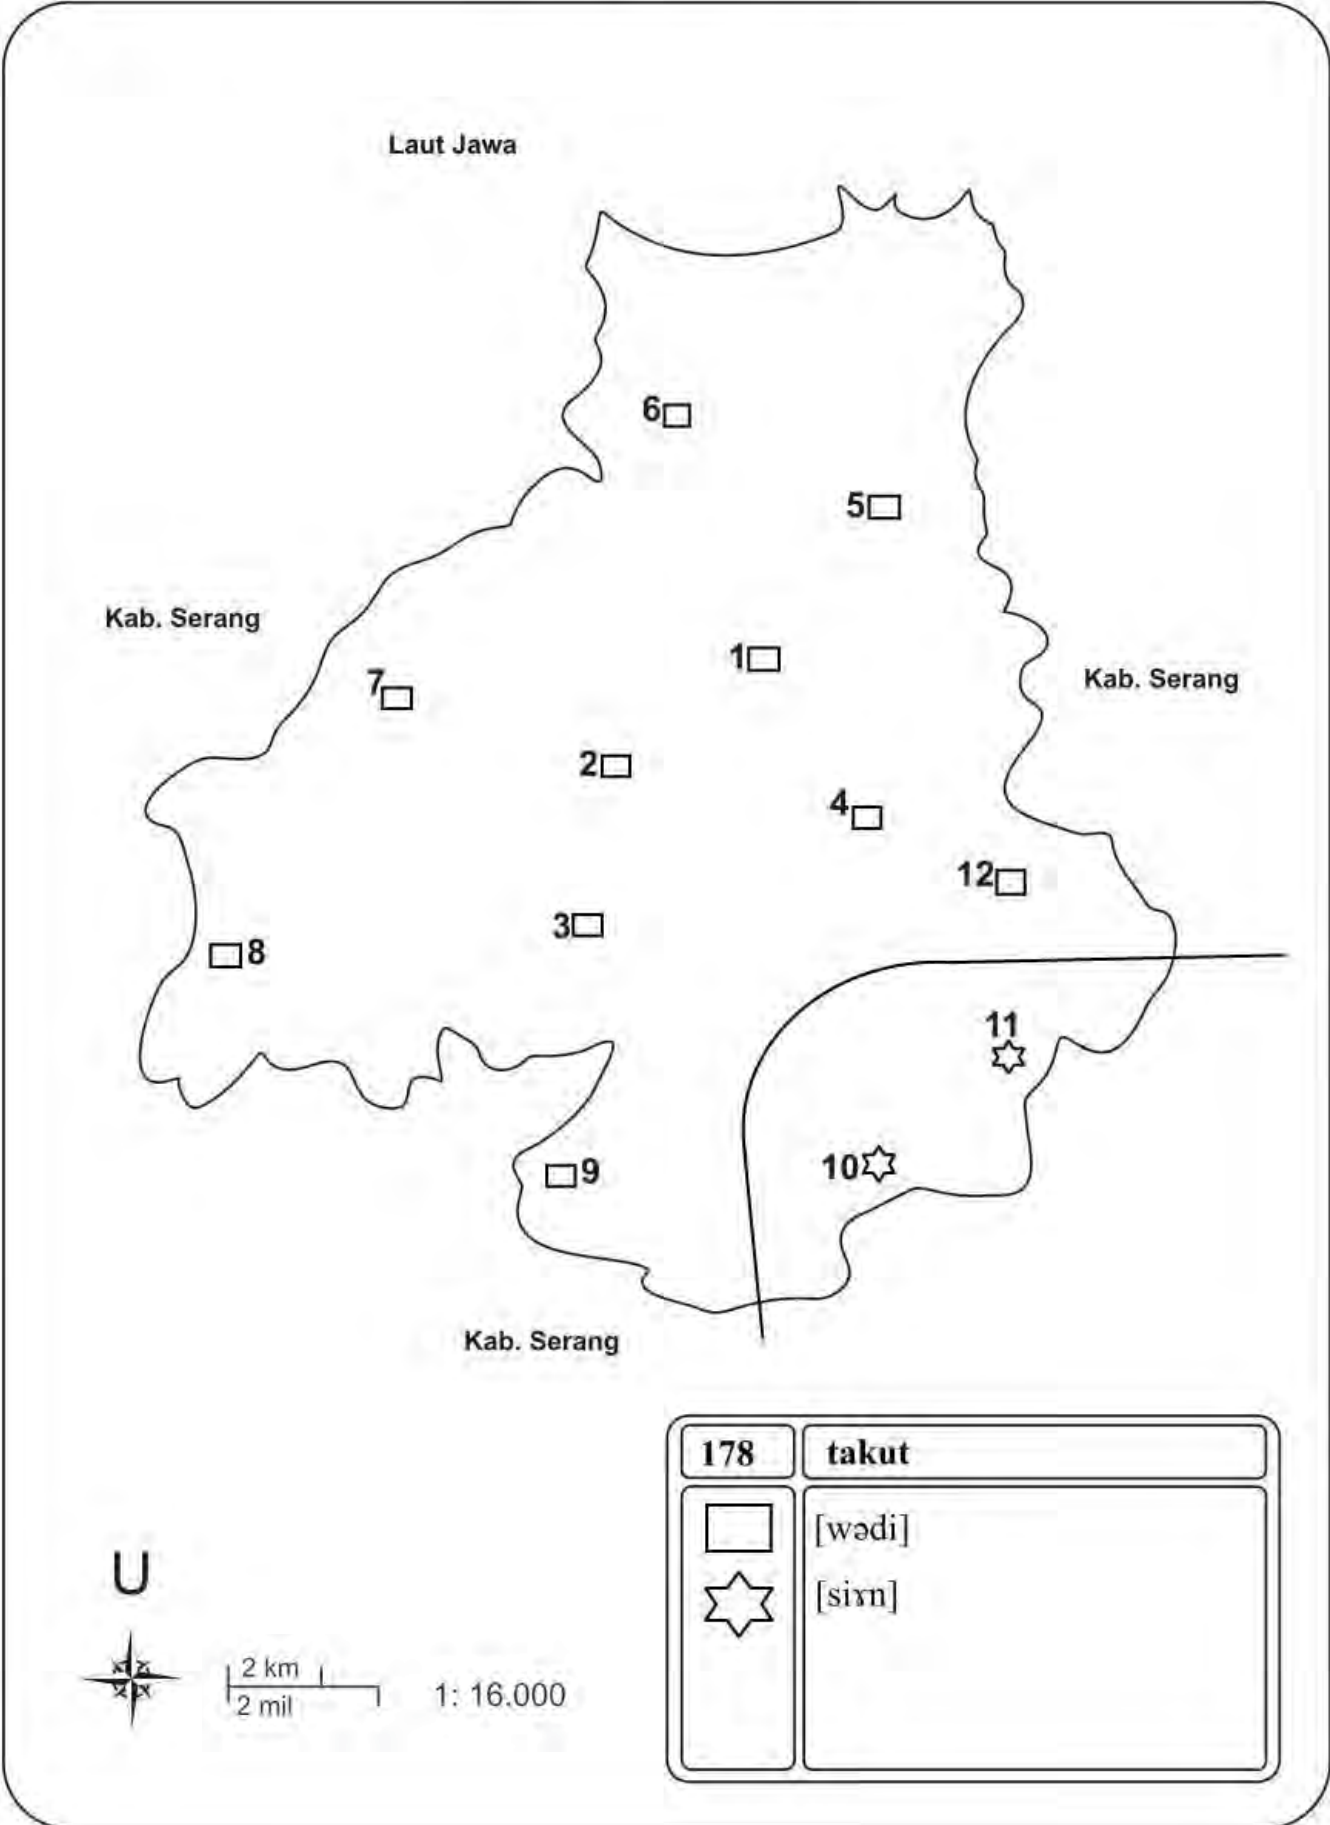 Laut Jawa
6
5
Kab. Serang
1
7
Kab. Serang
2
4
12
3
8
11
10
9
Kab. Serang
178 takut
[wədi]
[siɤn]
U
2 km
2 mil
1: 16.000